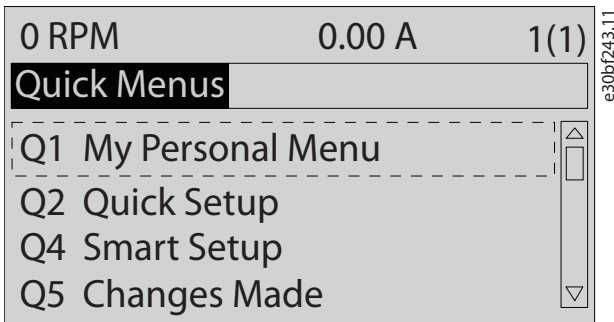 0 RPM 0.00 A 1(1)
Quick Menus
Q1 My Personal Menu
Q2 Quick Setup
Q4 Smart Setup
Q5 Changes Made
e30bf243.11